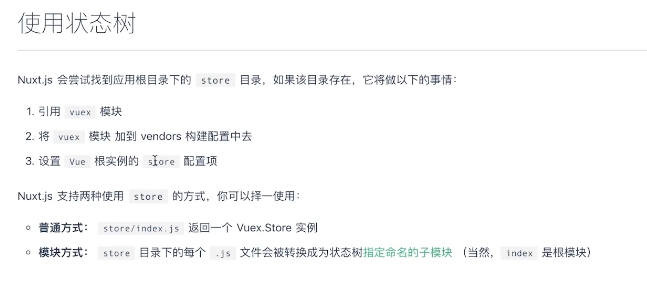 使用状态树
Nuxt.js 会尝试找到应用根目录下的 store 目录，如果该目录存在，它将做以下的事情：
1. 引用 vuex 模块
2. 将 vuex 模块 加到 vendors 构建配置中去
3. 设置 Vue 根实例的 store 配置项
Nuxt.js 支持两种使用 store 的方式，你可以择一使用：
普通方式： store/index.js 返回一个 Vuex.Store 实例
模块方式： store 目录下的每个 .js 文件会被转换成为状态树指定命名的子模块 （当然，index 是根模块）